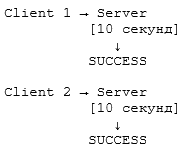 Client 1 → Server
[10 секунд]
↓
SUCCESS
Client 2 → Server
[10 секунд]
↓
SUCCESS